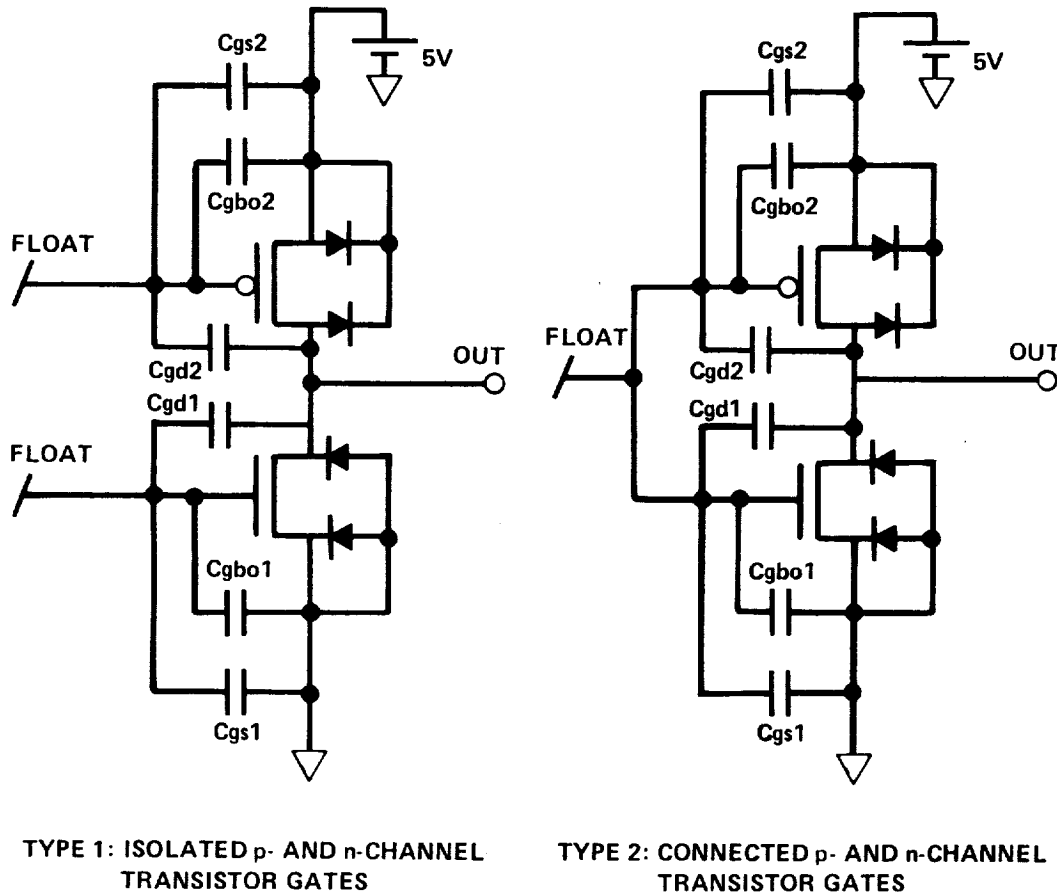 Cgs2
5V
Cgbo2
FLOAT
Cgd2
OUT
Cgd1
FLOAT
Cgbo1
Cgs1
TYPE 1: ISOLATED p- AND n-CHANNEL
TRANSISTOR GATES
Cgs2
5V
Cgbo2
FLOAT
Cgd2
OUT
Cgd1
Cgbo1
Cgs1
TYPE 2: CONNECTED p- AND n-CHANNEL
TRANSISTOR GATES